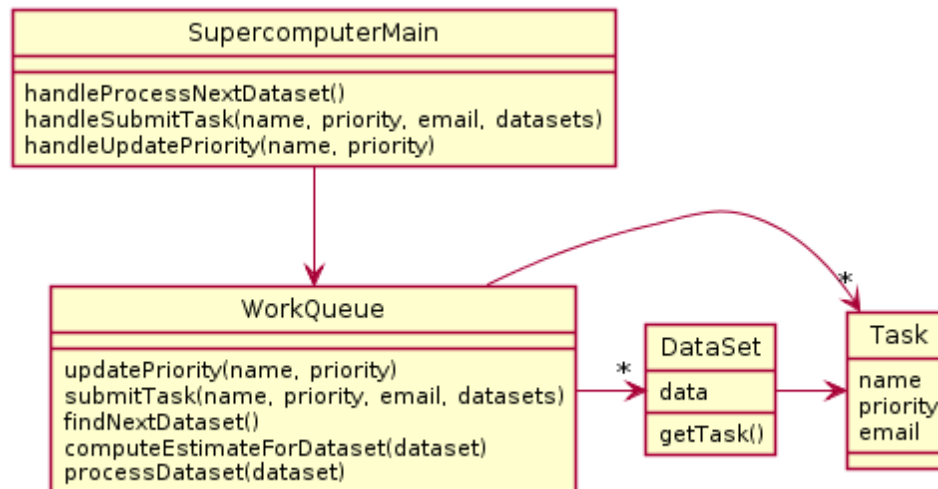 SupercomputerMain
handleProcessNextDataset()
handleSubmitTask(name, priority, email, datasets)
handleUpdatePriority(name, priority)
WorkQueue
updatePriority(name, priority)
submitTask(name, priority, email, datasets)
findNextDataset()
computeEstimateForDataset(dataset)
processDataset(dataset)
*
DataSet
data
getTask()
*
Task
name
priority
email